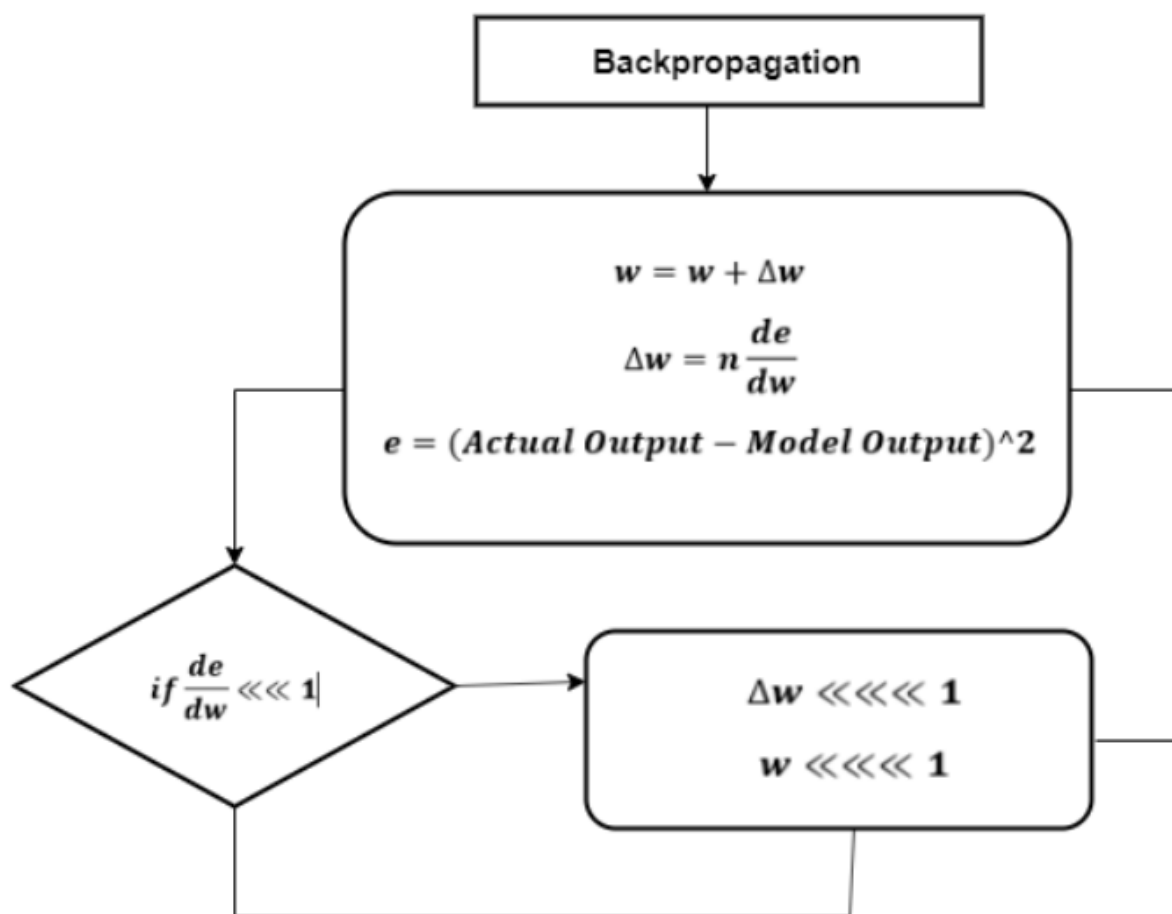 Backpropagation
w = w + Δw
Δw = n de/dw
e = (Actual Output − Model Output)^2
if de/dw ⋘ 1
Δw ⋘≪ 1
w ⋘≪ 1